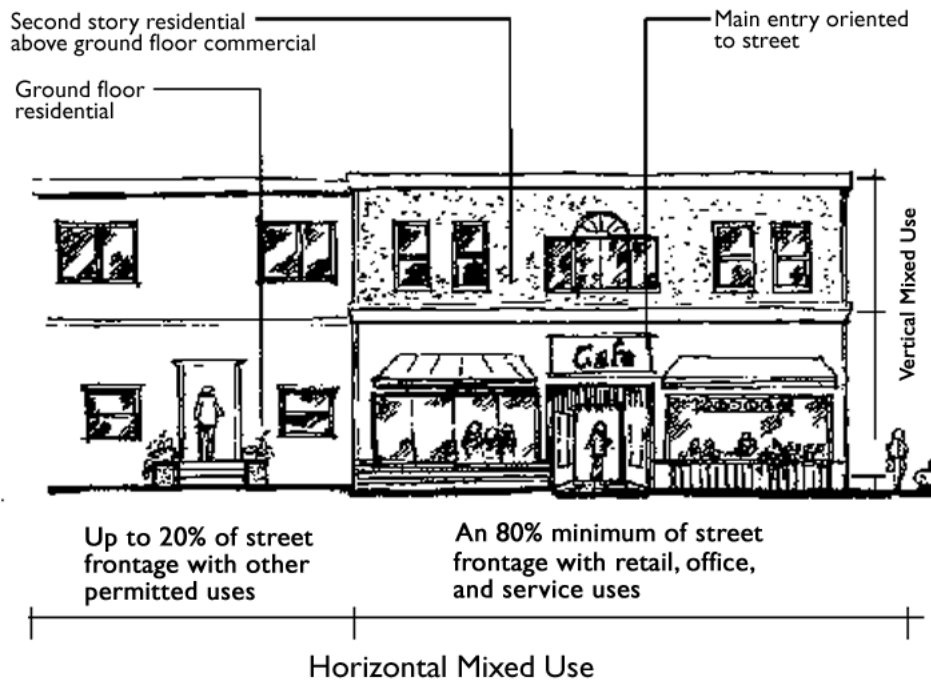 Second story residential
above ground floor commercial
Main entry oriented
to street
Ground floor
residential
Vertical Mixed Use
Cafe
Up to 20% of street
frontage with other
permitted uses
An 80% minimum of street
frontage with retail, office,
and service uses
Horizontal Mixed Use